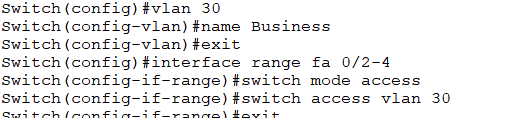 Switch(config)#vlan 30
Switch(config-vlan)#name Business
Switch(config-vlan)#exit
Switch(config)#interface range fa 0/2-4
Switch(config-if-range)#switch mode access
Switch(config-if-range)#switch access vlan 30
Switch(config-if-range)#exit